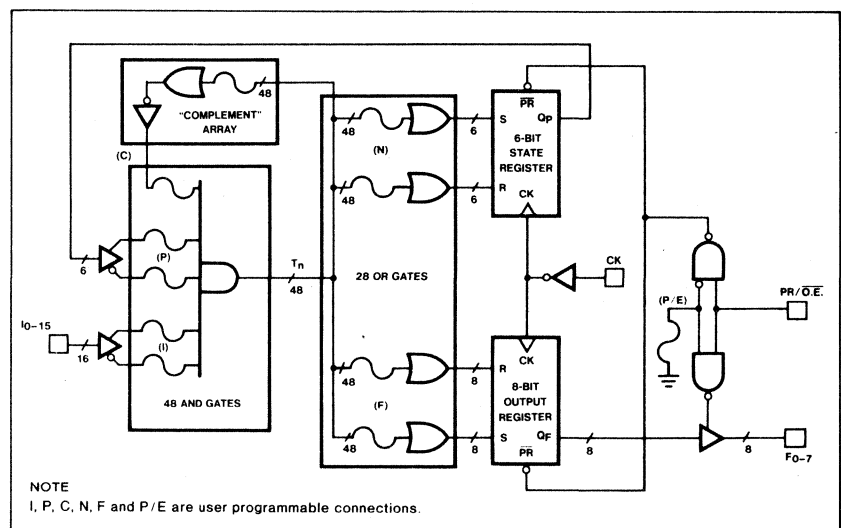 48
"COMPLEMENT"
ARRAY
(C)
6
I0-15
16
(P)
(I)
48 AND GATES
Tn
48
48
(N)
48
28 OR GATES
48
(F)
48
6
6
8
8
PR
S
QP
6-BIT
STATE
REGISTER
R
CK
CK
CK
R
8-BIT
OUTPUT
REGISTER
S
QF
PR
8
(P/E)
PR/O.E.
8
F0-7
NOTE
I, P, C, N, F and P/E are user programmable connections.